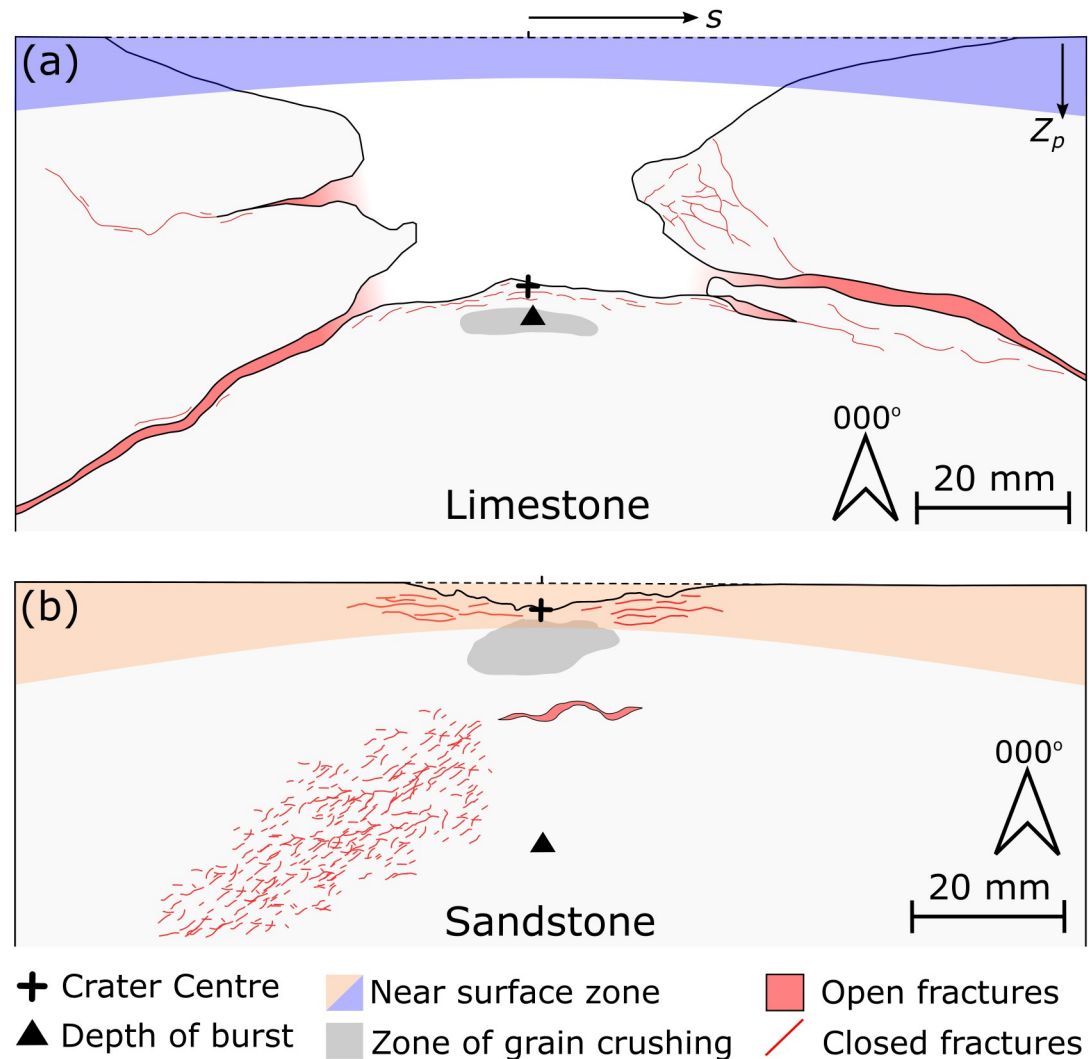 s
(a)
Zp
000°
20 mm
Limestone
(b)
000°
20 mm
Sandstone
Crater Centre
Near surface zone
Open fractures
Depth of burst
Zone of grain crushing
Closed fractures